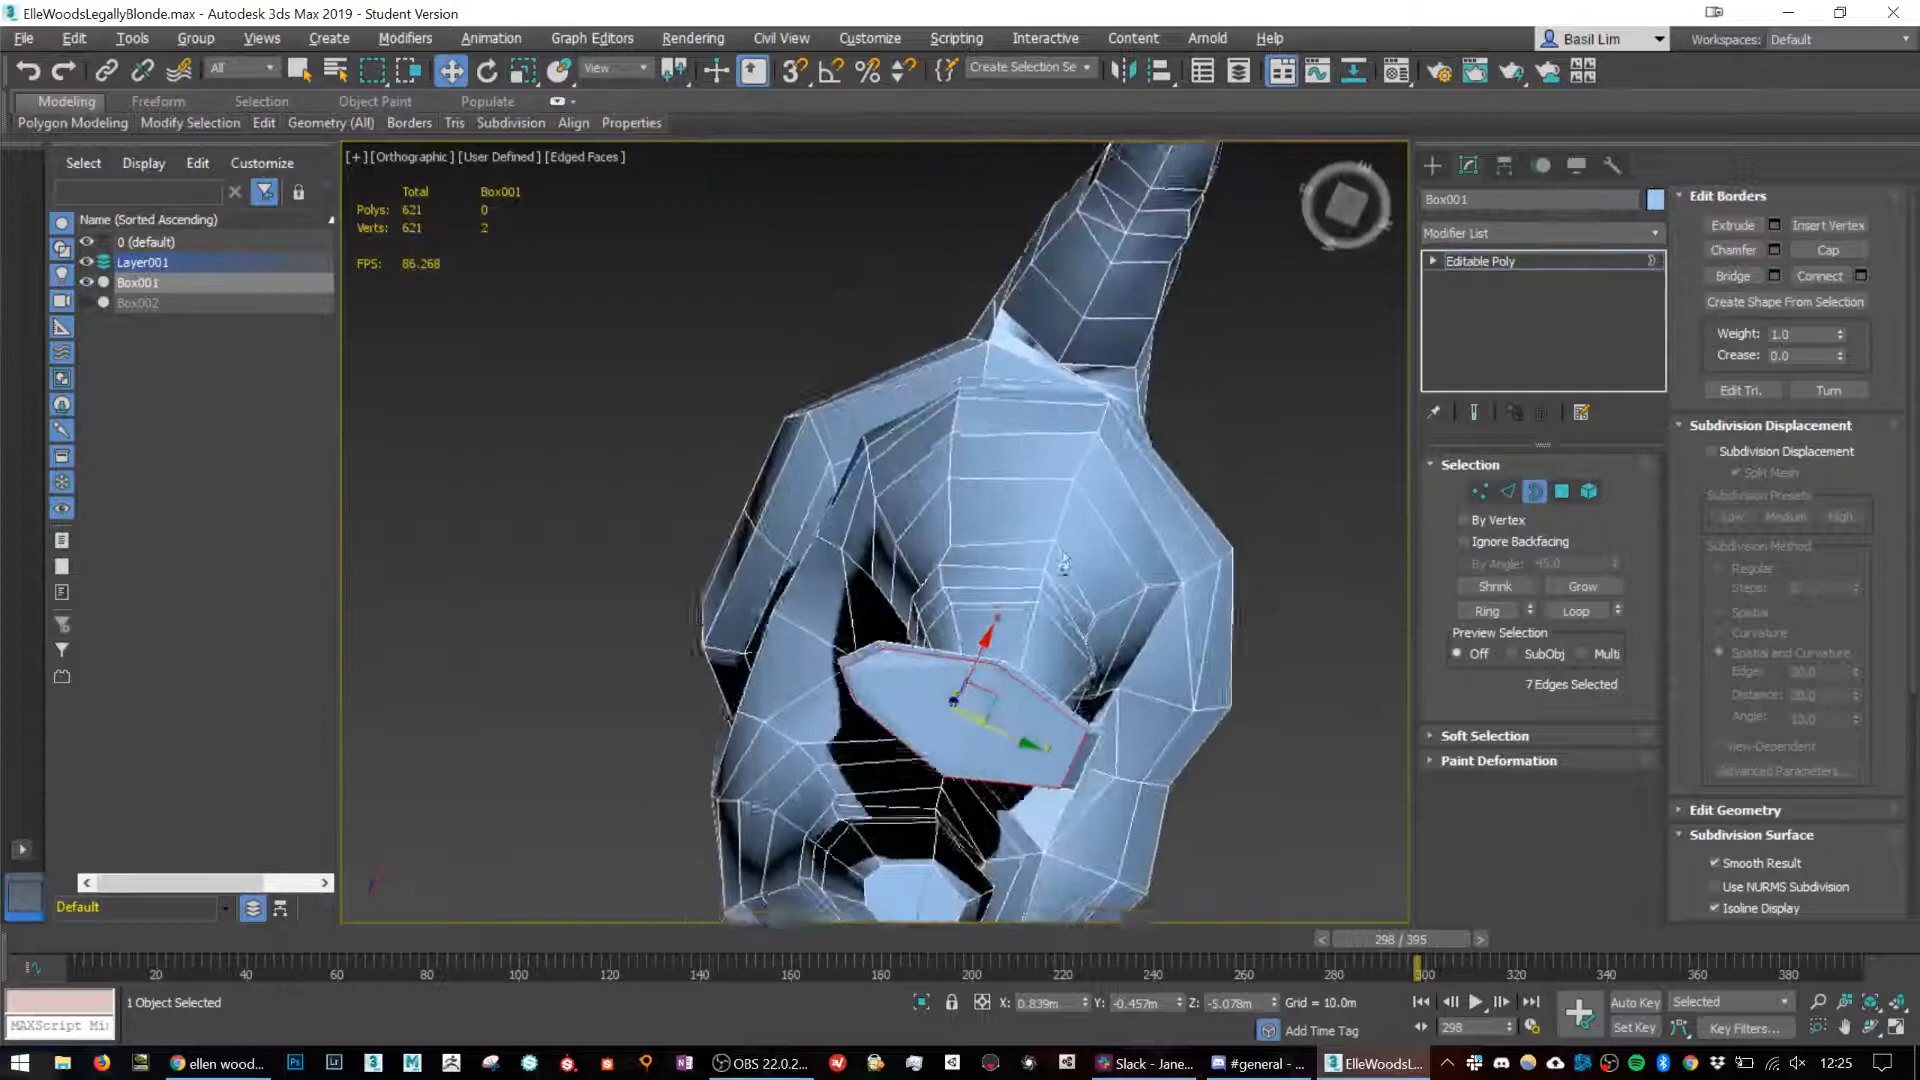 ElleWoodsLegallyBlonde.max - Autodesk 3ds Max 2019 - Student Version
File Edit Tools Group Views Create Modifiers Animation Graph Editors Rendering Civil View Customize Scripting Interactive Content Arnold Help
Basil Lim
Workspaces: Default
All
View
Create Selection Se
Modeling Freeform Selection Object Paint Populate
Polygon Modeling Modify Selection Edit Geometry (All) Borders Tris Subdivision Align Properties
Select Display Edit Customize
Name (Sorted Ascending)
0 (default)
Layer001
Box001
Box002
Default
[+] [Orthographic] [User Defined] [Edged Faces]
Total Box001
Polys: 621 0
Verts: 621 2
FPS: 86.268
Box001
Modifier List
Editable Poly
Selection
By Vertex
Ignore Backfacing
By Angle: 45.0
Shrink Grow
Ring Loop
Preview Selection
Off SubObj Multi
7 Edges Selected
Soft Selection
Paint Deformation
Edit Borders
Extrude Insert Vertex
Chamfer Cap
Bridge Connect
Create Shape From Selection
Weight: 1.0
Crease: 0.0
Edit Tri. Turn
Subdivision Displacement
Subdivision Displacement
Split Mesh
Subdivision Presets
Low Medium High
Subdivision Method
Regular
Steps:
Spatial
Curvature
Spatial and Curvature
Edge: 20.0
Distance: 20.0
Angle: 10.0
View-Dependent
Advanced Parameters...
Edit Geometry
Subdivision Surface
Smooth Result
Use NURMS Subdivision
Isoline Display
< 298 / 395 >
20 40 60 80 100 120 140 160 180 200 220 240 260 280 300 320 340 360 380
1 Object Selected
MAXScript Mi
X: 0.839m Y: -0.457m Z: -5.078m Grid = 10.0m
Add Time Tag
298
Auto Key Selected
Set Key Key Filters...
ellen wood...
OBS 22.0.2...
Slack - Jane...
#general - ...
ElleWoodsL...
12:25